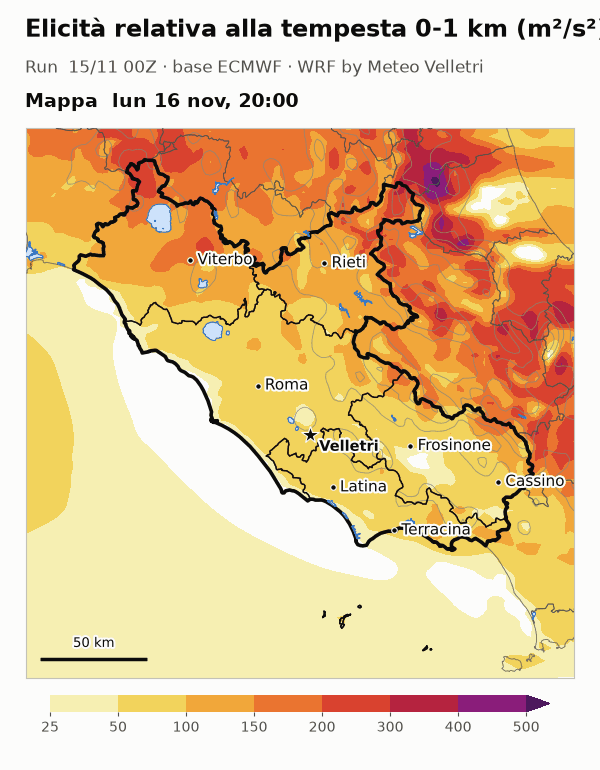 Elicità relativa alla tempesta 0-1 km (m²/s²)
Run  15/11 00Z · base ECMWF · WRF by Meteo Velletri
Mappa  lun 16 nov, 20:00
Viterbo
Rieti
Roma
Velletri
Frosinone
Latina
Cassino
Terracina
50 km
25 50 100 150 200 300 400 500